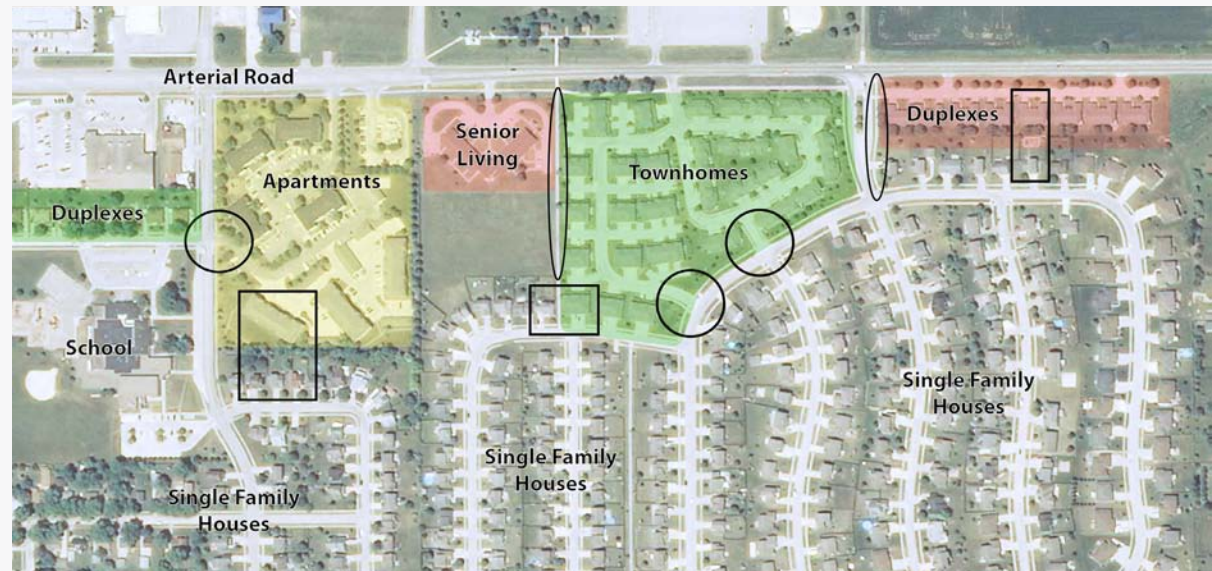 Arterial Road
Duplexes
Senior
Living
Apartments
Townhomes
Duplexes
School
Single Family
Houses
Single Family
Houses
Single Family
Houses